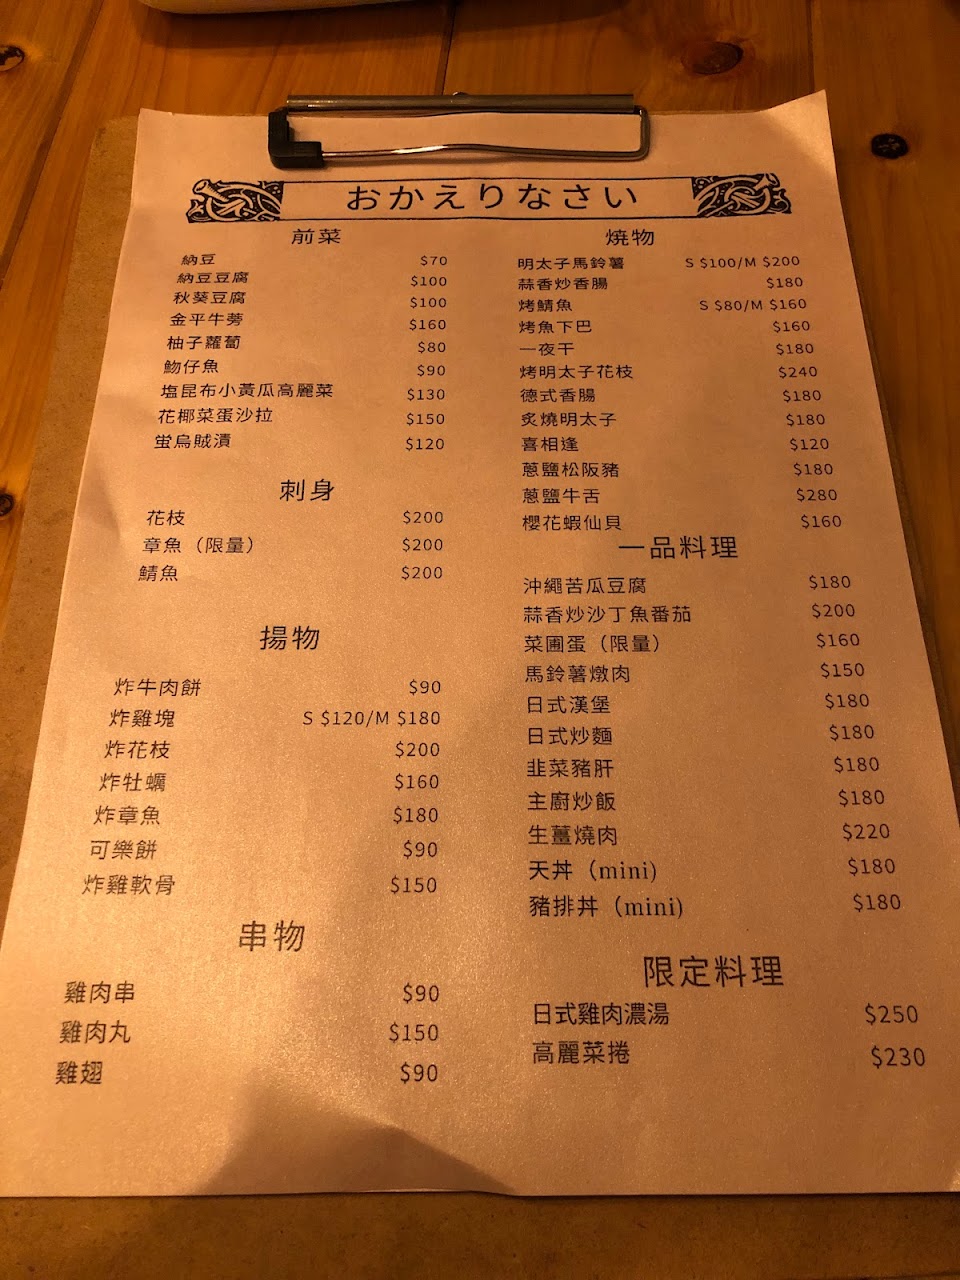 おかえりなさい
前菜
納豆 $70
納豆豆腐 $100
秋葵豆腐 $100
金平牛蒡 $160
柚子蘿蔔 $80
魩仔魚 $90
塩昆布小黃瓜高麗菜 $130
花椰菜蛋沙拉 $150
蛍烏賊漬 $120
刺身
花枝 $200
章魚（限量） $200
鯖魚 $200
揚物
炸牛肉餅 $90
炸雞塊 S $120/M $180
炸花枝 $200
炸牡蠣 $160
炸章魚 $180
可樂餅 $90
炸雞軟骨 $150
串物
雞肉串 $90
雞肉丸 $150
雞翅 $90
燒物
明太子馬鈴薯 S $100/M $200
蒜香炒香腸 $180
烤鯖魚 S $80/M $160
烤魚下巴 $160
一夜干 $180
烤明太子花枝 $240
德式香腸 $180
炙燒明太子 $180
喜相逢 $120
蔥鹽松阪豬 $180
蔥鹽牛舌 $280
櫻花蝦仙貝 $160
一品料理
沖繩苦瓜豆腐 $180
蒜香炒沙丁魚番茄 $200
菜圃蛋（限量） $160
馬鈴薯燉肉 $150
日式漢堡 $180
日式炒麵 $180
韭菜豬肝 $180
主廚炒飯 $180
生薑燒肉 $220
天丼（mini) $180
豬排丼（mini) $180
限定料理
日式雞肉濃湯 $250
高麗菜捲 $230